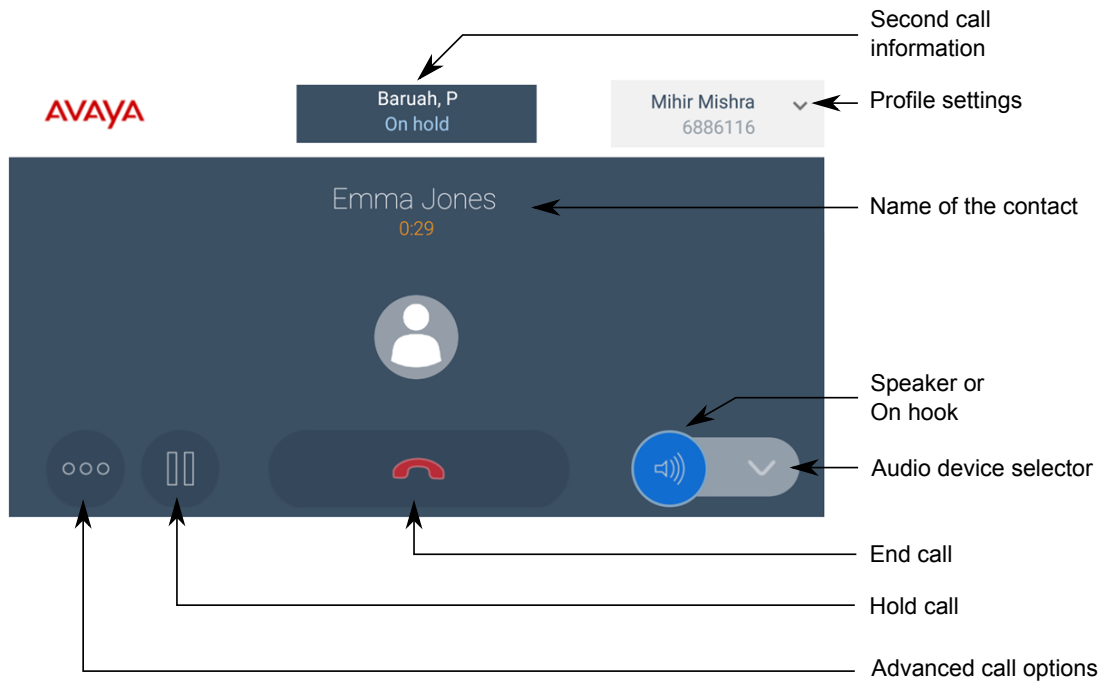 Second call
information
AVAYA
Baruah, P
On hold
Mihir Mishra
6886116
Profile settings
Emma Jones
0:29
Name of the contact
Speaker or
On hook
Audio device selector
End call
Hold call
Advanced call options